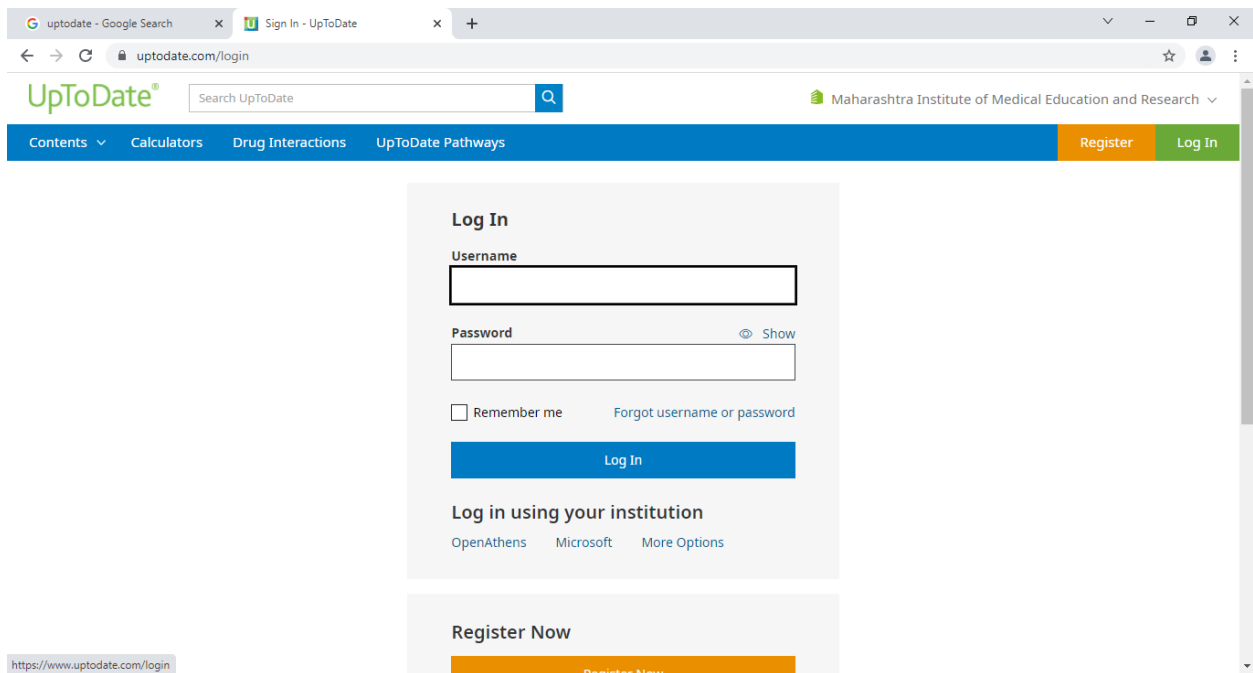 uptodate - Google Search
Sign In - UpToDate
uptodate.com/login
UpToDate®
Search UpToDate
Maharashtra Institute of Medical Education and Research
Contents Calculators Drug Interactions UpToDate Pathways Register Log In
Log In
Username
Password Show
Remember me Forgot username or password
Log In
Log in using your institution
OpenAthens Microsoft More Options
Register Now
Register Now
https://www.uptodate.com/login